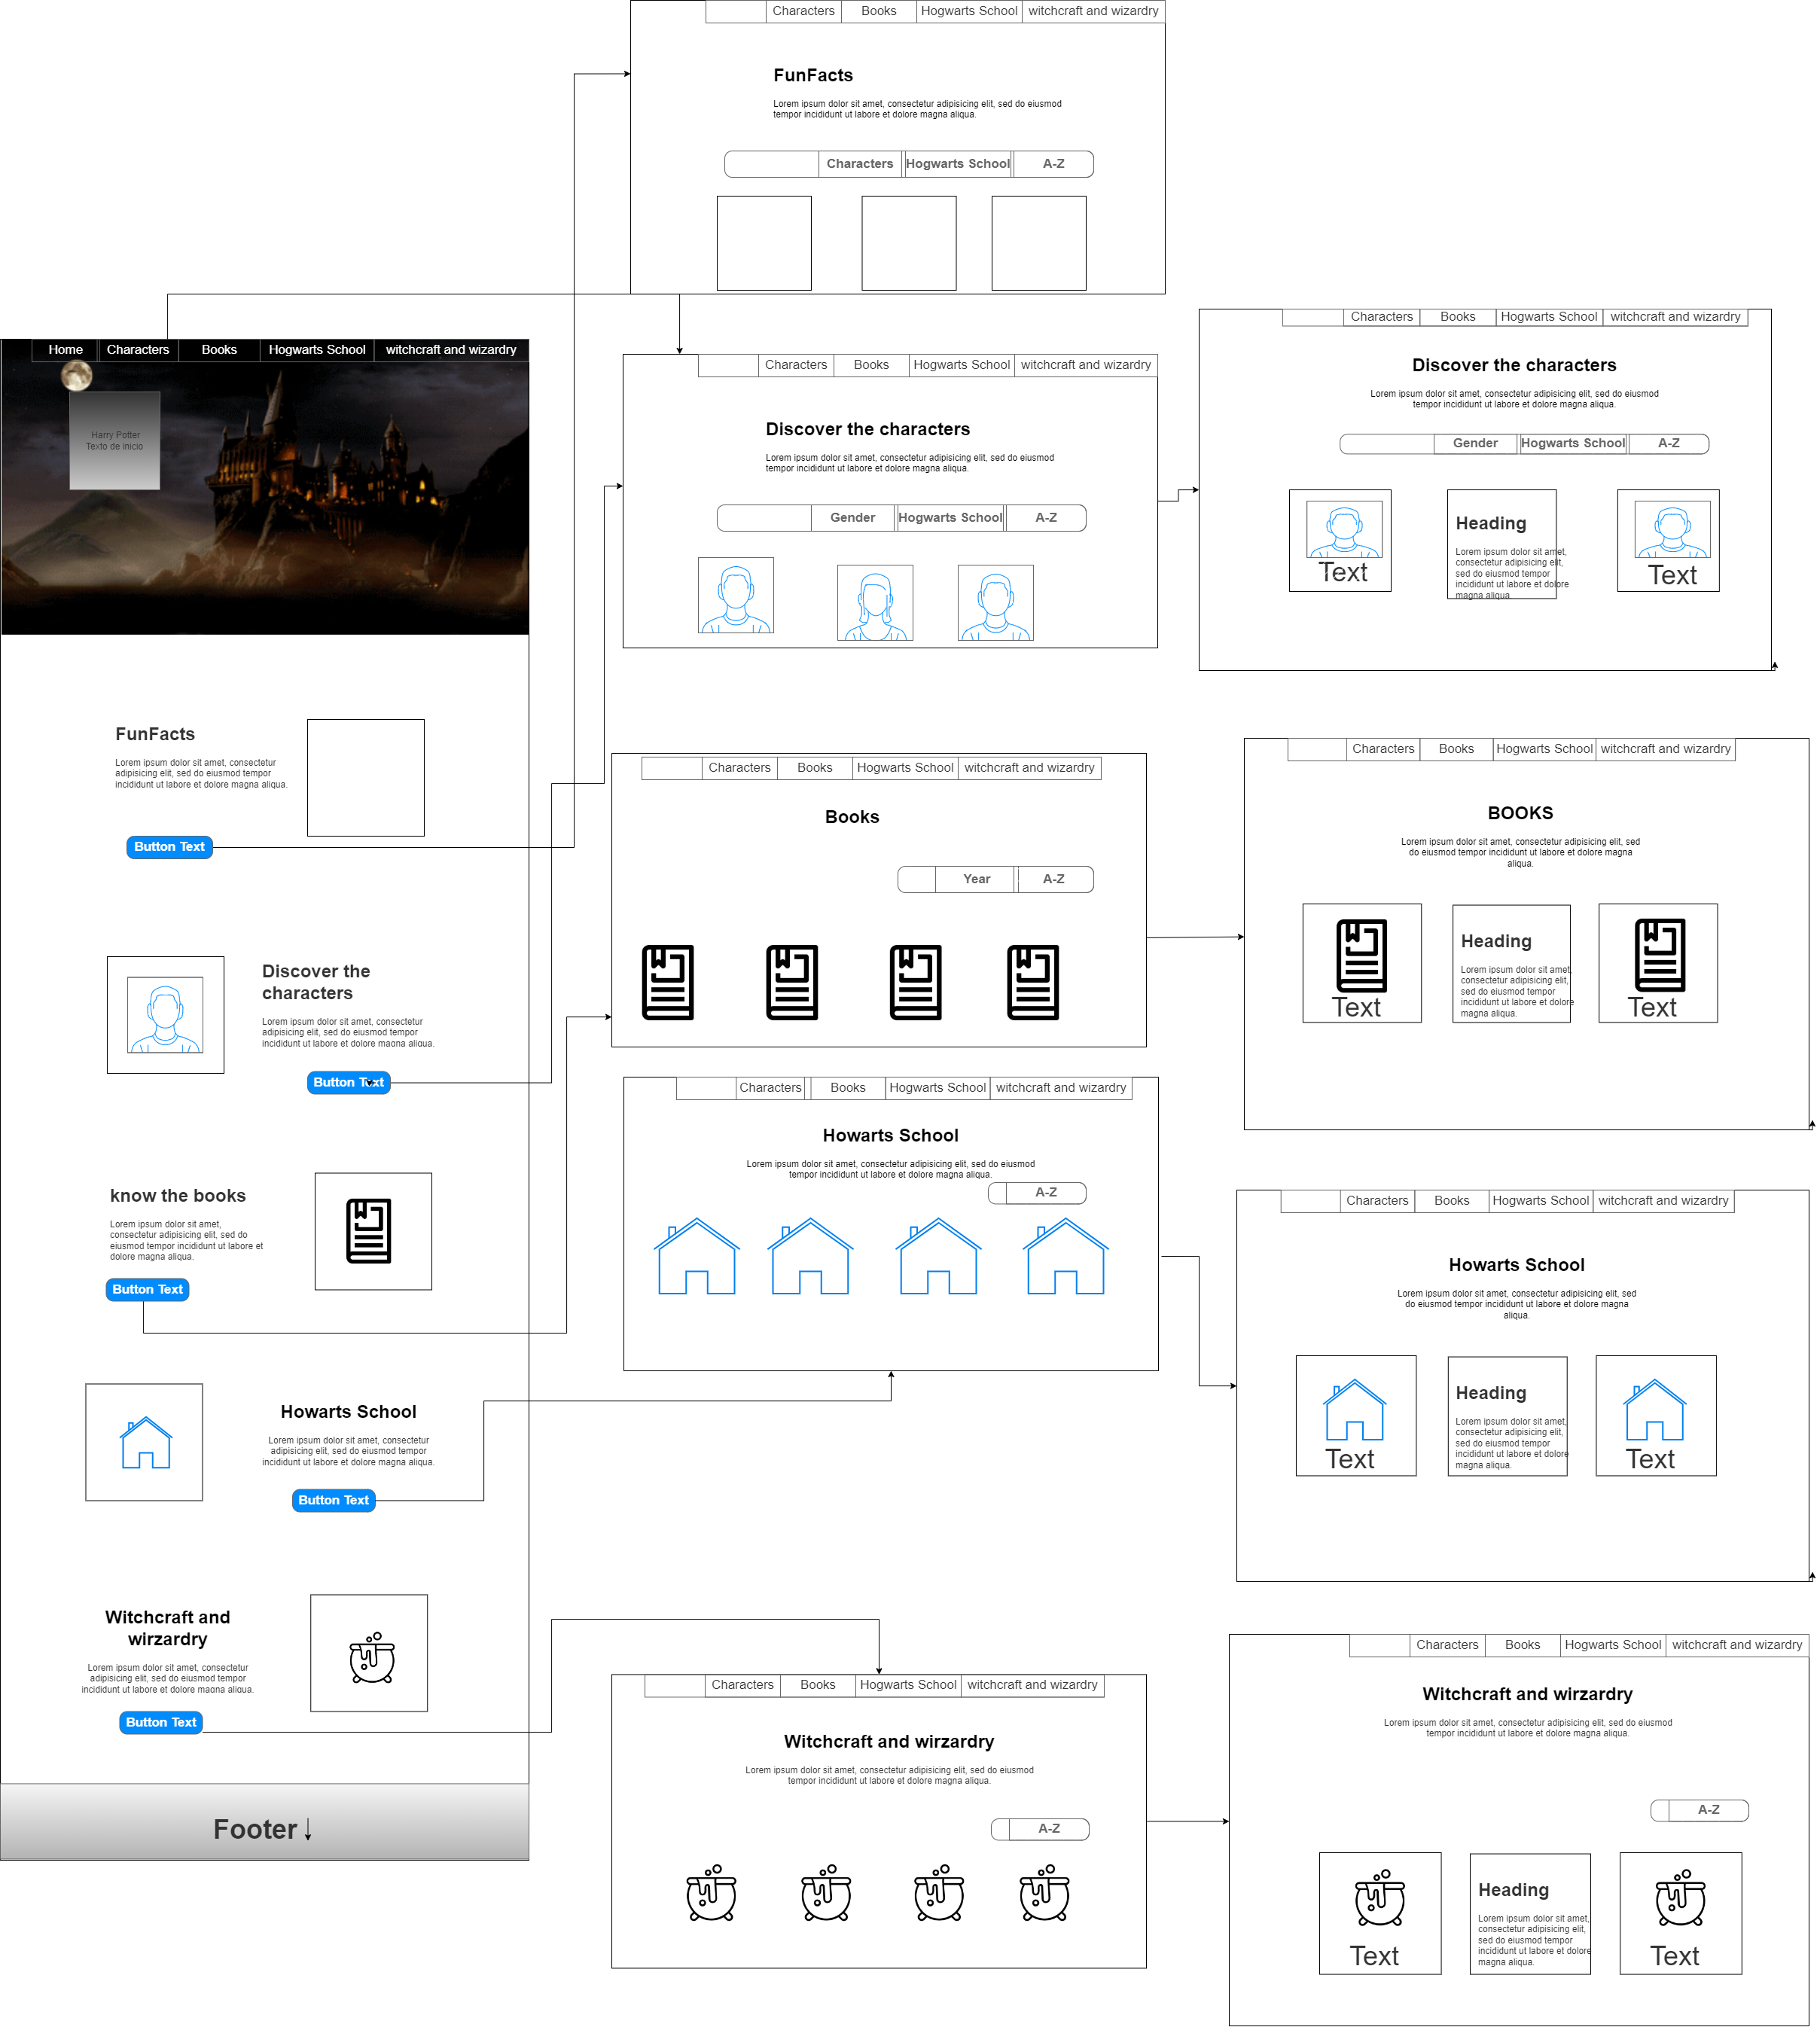 Characters Books Hogwarts School witchcraft and wizardry
FunFacts
Lorem ipsum dolor sit amet, consectetur adipisicing elit, sed do eiusmod
tempor incididunt ut labore et dolore magna aliqua.
Characters Hogwarts School A-Z
Home Characters Books Hogwarts School witchcraft and wizardry
Harry Potter
Texto de inicio
FunFacts
Lorem ipsum dolor sit amet, consectetur
adipisicing elit, sed do eiusmod tempor
incididunt ut labore et dolore magna aliqua.
Button Text
Discover the
characters
Lorem ipsum dolor sit amet, consectetur
adipisicing elit, sed do eiusmod tempor
incididunt ut labore et dolore magna aliqua.
Button Text
know the books
Lorem ipsum dolor sit amet,
consectetur adipisicing elit, sed do
eiusmod tempor incididunt ut labore et
dolore magna aliqua.
Button Text
Howarts School
Lorem ipsum dolor sit amet, consectetur
adipisicing elit, sed do eiusmod tempor
incididunt ut labore et dolore magna aliqua.
Button Text
Witchcraft and
wirzardry
Lorem ipsum dolor sit amet, consectetur
adipisicing elit, sed do eiusmod tempor
incididunt ut labore et dolore magna aliqua.
Button Text
Footer
Characters Books Hogwarts School witchcraft and wizardry
Discover the characters
Lorem ipsum dolor sit amet, consectetur adipisicing elit, sed do eiusmod
tempor incididunt ut labore et dolore magna aliqua.
Gender Hogwarts School A-Z
Characters Books Hogwarts School witchcraft and wizardry
Discover the characters
Lorem ipsum dolor sit amet, consectetur adipisicing elit, sed do eiusmod
tempor incididunt ut labore et dolore magna aliqua.
Gender Hogwarts School A-Z
Text
Heading
Lorem ipsum dolor sit amet,
consectetur adipisicing elit,
sed do eiusmod tempor
incididunt ut labore et dolore
magna aliqua
Text
Characters Books Hogwarts School witchcraft and wizardry
Books
Year A-Z
Characters Books Hogwarts School witchcraft and wizardry
BOOKS
Lorem ipsum dolor sit amet, consectetur adipisicing elit, sed
do eiusmod tempor incididunt ut labore et dolore magna
aliqua.
Text
Heading
Lorem ipsum dolor sit amet,
consectetur adipisicing elit,
sed do eiusmod tempor
incididunt ut labore et dolore
magna aliqua.
Text
Characters Books Hogwarts School witchcraft and wizardry
Howarts School
Lorem ipsum dolor sit amet, consectetur adipisicing elit, sed do eiusmod
tempor incididunt ut labore et dolore magna aliqua.
A-Z
Characters Books Hogwarts School witchcraft and wizardry
Howarts School
Lorem ipsum dolor sit amet, consectetur adipisicing elit, sed
do eiusmod tempor incididunt ut labore et dolore magna
aliqua.
Text
Heading
Lorem ipsum dolor sit amet,
consectetur adipisicing elit,
sed do eiusmod tempor
incididunt ut labore et dolore
magna aliqua.
Text
Characters Books Hogwarts School witchcraft and wizardry
Witchcraft and wirzardry
Lorem ipsum dolor sit amet, consectetur adipisicing elit, sed do eiusmod
tempor incididunt ut labore et dolore magna aliqua.
A-Z
Characters Books Hogwarts School witchcraft and wizardry
Witchcraft and wirzardry
Lorem ipsum dolor sit amet, consectetur adipisicing elit, sed do eiusmod
tempor incididunt ut labore et dolore magna aliqua.
A-Z
Text
Heading
Lorem ipsum dolor sit amet,
consectetur adipisicing elit,
sed do eiusmod tempor
incididunt ut labore et dolore
magna aliqua.
Text